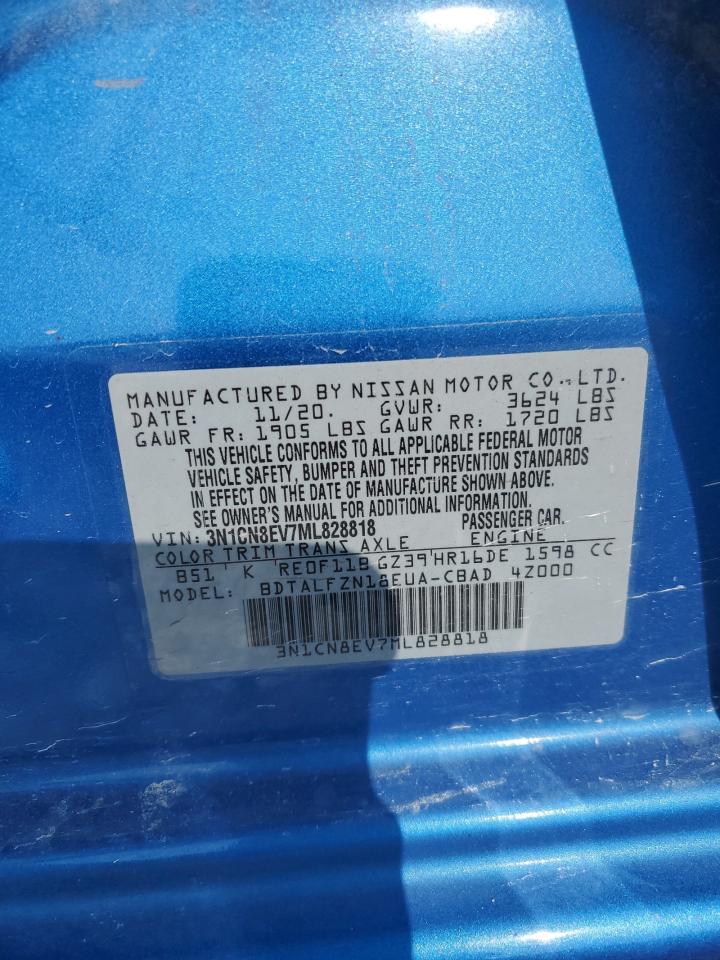 MANUFACTURED BY NISSAN MOTOR CO., LTD.
DATE: 11/20. GVWR: 3624 LBS
GAWR FR: 1905 LBS GAWR RR: 1720 LBS
THIS VEHICLE CONFORMS TO ALL APPLICABLE FEDERAL MOTOR
VEHICLE SAFETY, BUMPER AND THEFT PREVENTION STANDARDS
IN EFFECT ON THE DATE OF MANUFACTURE SHOWN ABOVE.
SEE OWNER'S MANUAL FOR ADDITIONAL INFORMATION.
VIN: 3N1CN8EV7ML828818 PASSENGER CAR
COLOR TRIM TRANS AXLE ENGINE
B51 K RE0F11B GZ39 HR16DE 1598 CC
MODEL: BDTALFZN18EUA-CBAD 4Z000
3N1CN8EV7ML828818